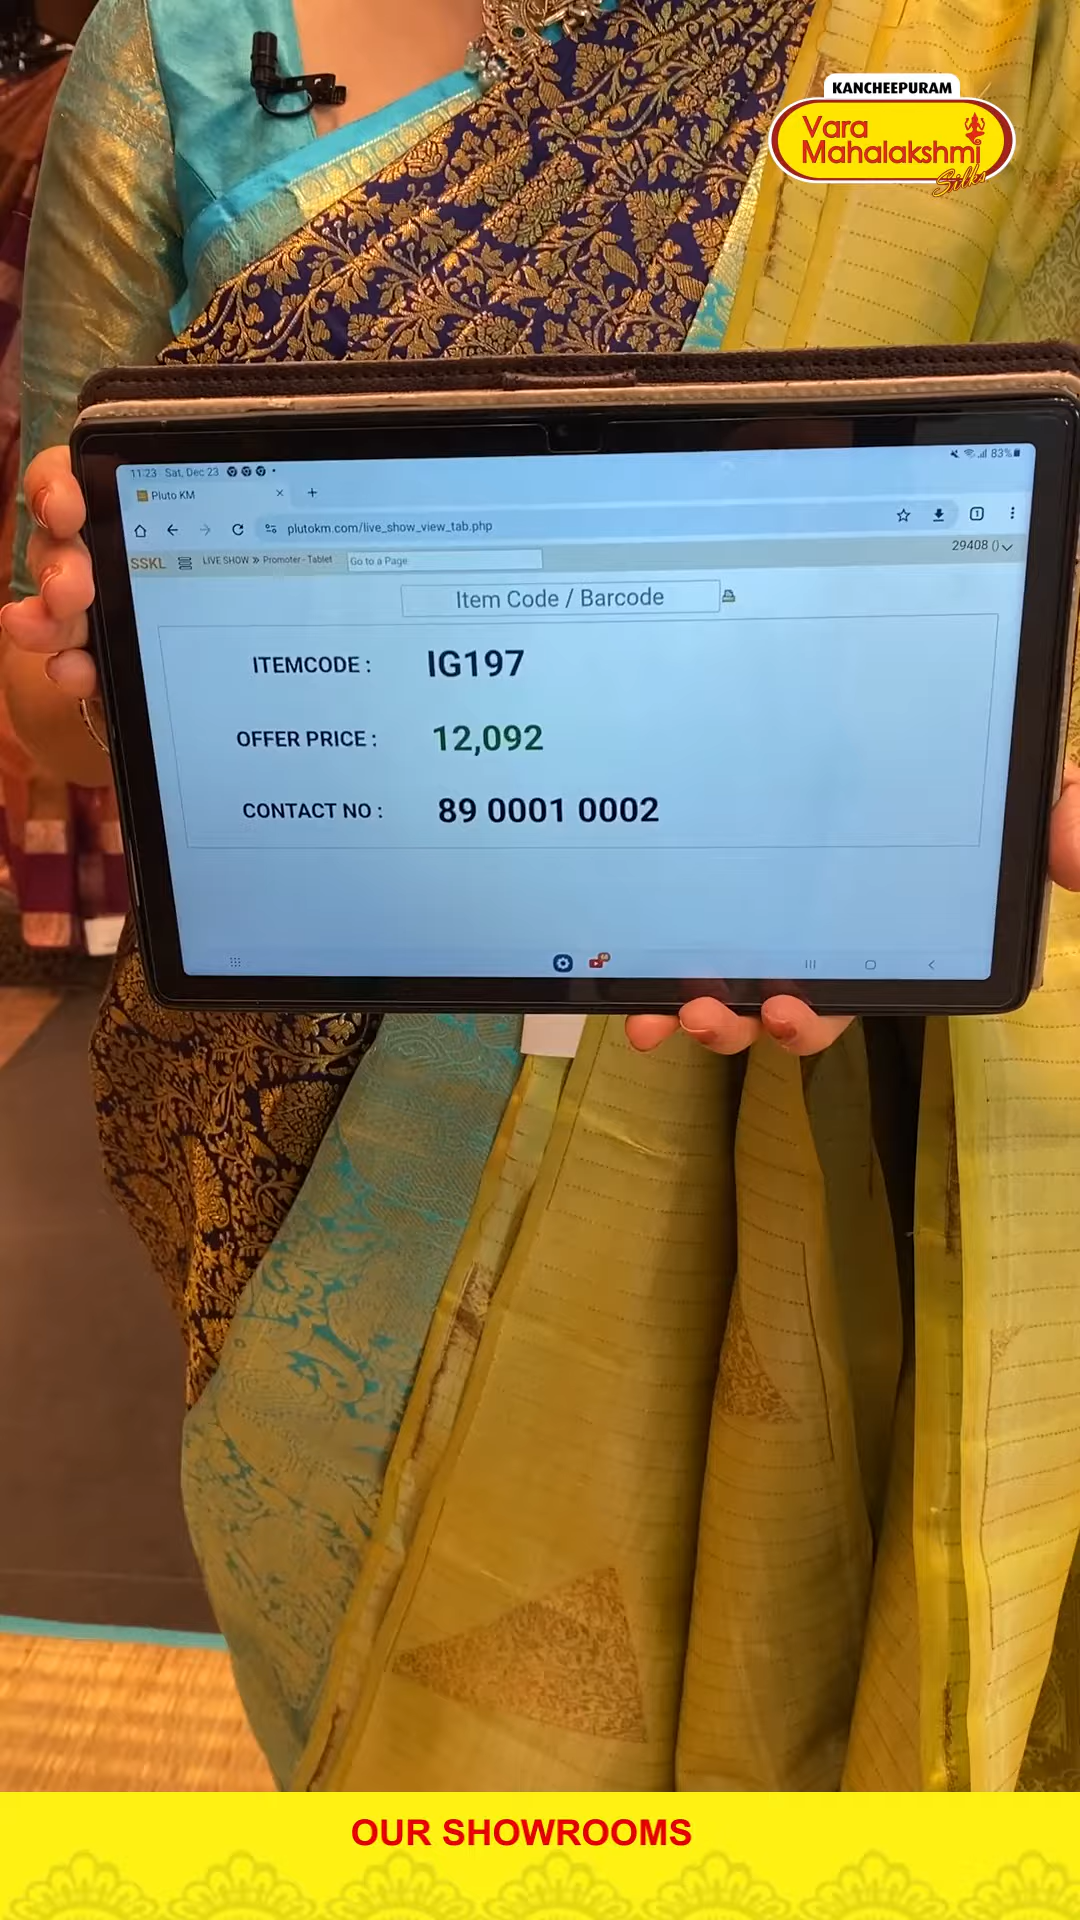 KANCHEEPURAM
Vara
Mahalakshmi
Silks
11:23 Sat, Dec 23
83%
Pluto KM
plutokm.com/live_show_view_tab.php
29408 ()
SSKL
LIVE SHOW » Promoter - Tablet
Go to a Page
Item Code / Barcode
ITEMCODE : IG197
OFFER PRICE : 12,092
CONTACT NO : 89 0001 0002
OUR SHOWROOMS